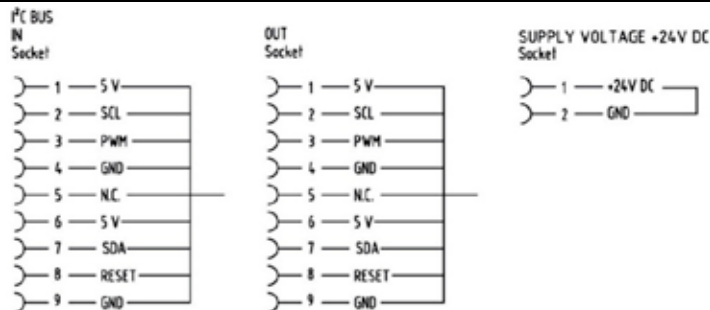 I²C BUS
IN
Socket
1 5 V
2 SCL
3 PWM
4 GND
5 N.C.
6 5 V
7 SDA
8 RESET
9 GND
OUT
Socket
1 5 V
2 SCL
3 PWM
4 GND
5 N.C.
6 5 V
7 SDA
8 RESET
9 GND
SUPPLY VOLTAGE +24V DC
Socket
1 +24V DC
2 GND